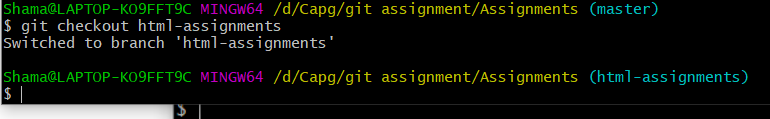 Shama@LAPTOP-KO9FFT9C MINGW64 /d/Capg/git assignment/Assignments (master)
$ git checkout html-assignments
Switched to branch 'html-assignments'
Shama@LAPTOP-KO9FFT9C MINGW64 /d/Capg/git assignment/Assignments (html-assignments)
$
$